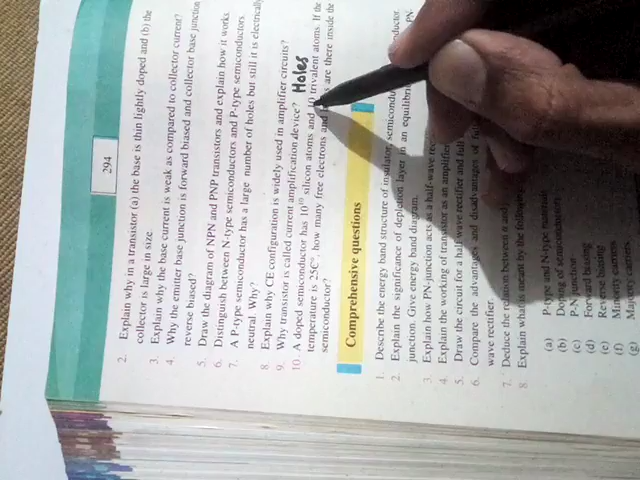 294
2. Explain why in a transistor (a) the base is thin lightly doped and (b) the
collector is large in size.
3. Explain why the base current is weak as compared to collector current?
4. Why the emitter base junction is forward biased and collector base junction
reverse biased?
5. Draw the diagram of NPN and PNP transistors and explain how it works
6. Distinguish between N-type semiconductors and P-type semiconductors
7. A P-type semiconductor has a large number of holes but still it is electrically
neutral Why?
8 Explain why CE configuration is widely used in amplifier circuits?
9. Why transistor is called current amplification device? Holes
10. A doped semiconductor has 10¹⁰ silicon atoms and 10 trivalent atoms. If the
temperature is 25C°, how many free electrons and are there inside the
semiconductor?
Comprehensive questions
1. Describe the energy band structure of insulator, semiconductor
2. Explain the significance of depletion layer in an equilibri PN
junction. Give energy band diagram.
3. Explain how PN-junction acts as a half-wave
4. Explain the working of transistor as an amplifier
5. Draw the circuit for a half wave rectifier and full
6. Compare the advantages and disadvantages of
wave rectifier
7. Deduce the relation between α and
8. Explain what is meant by the following
(a) P-type and N-type materials
(b) Doping of semiconductors
(c) P-N junction
(d) Forward biasing
(e) Reverse biasing
(f) Minority carriers
(g) carriers